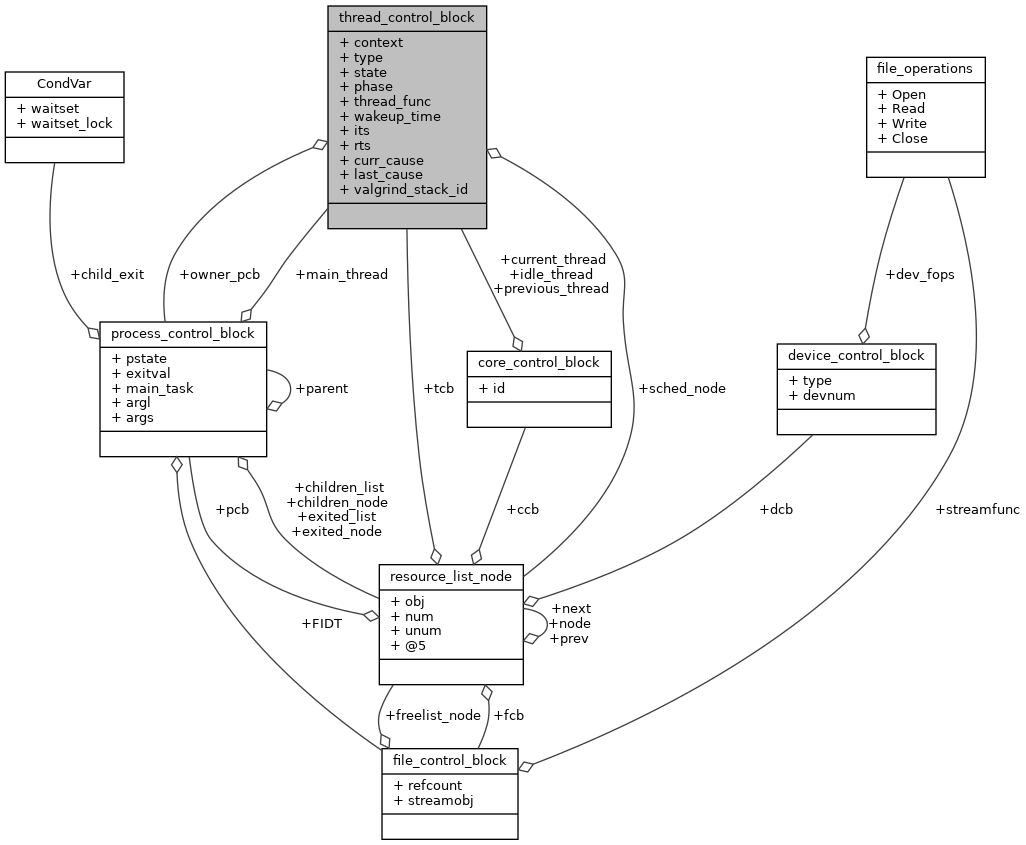 thread_control_block
+ context
+ type
+ state
+ phase
+ thread_func
+ wakeup_time
+ its
+ rts
+ curr_cause
+ last_cause
+ valgrind_stack_id
CondVar
+ waitset
+ waitset_lock
file_operations
+ Open
+ Read
+ Write
+ Close
+child_exit
+owner_pcb
+main_thread
+current_thread
+idle_thread
+previous_thread
+dev_fops
process_control_block
+ pstate
+ exitval
+ main_task
+ argl
+ args
+parent
+tcb
core_control_block
+ id
+sched_node
device_control_block
+ type
+ devnum
+pcb
+children_list
+children_node
+exited_list
+exited_node
+ccb
+dcb
+streamfunc
+FIDT
resource_list_node
+ obj
+ num
+ unum
+ @5
+next
+node
+prev
+freelist_node
+fcb
file_control_block
+ refcount
+ streamobj